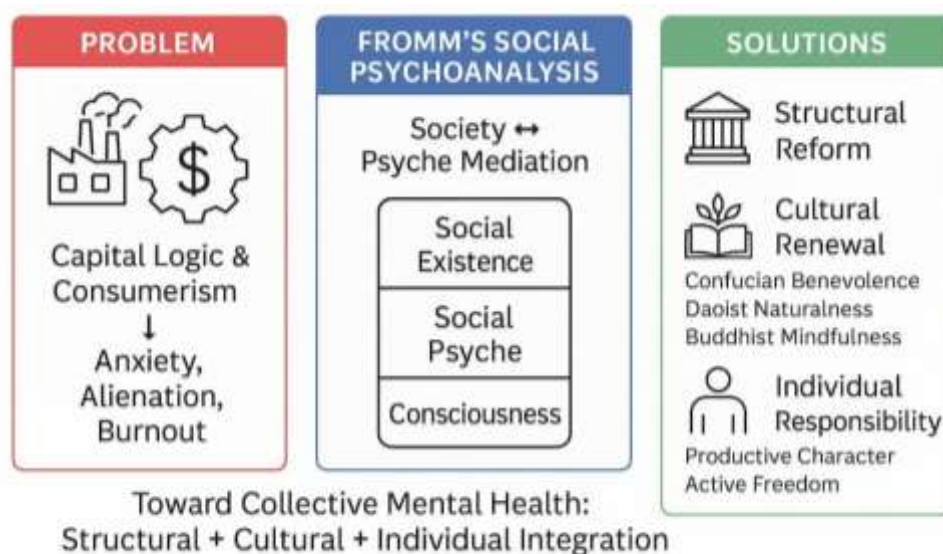 PROBLEM
$
Capital Logic &
Consumerism
↓
Anxiety,
Alienation,
Burnout
FROMM'S SOCIAL
PSYCHOANALYSIS
Society ↔
Psyche Mediation
Social
Existence
Social
Psyche
Consciousness
SOLUTIONS
Structural
Reform
Cultural
Renewal
Confucian Benevolence
Daoist Naturalness
Buddhist Mindfulness
Individual
Responsibility
Productive Character
Active Freedom
Toward Collective Mental Health:
Structural + Cultural + Individual Integration